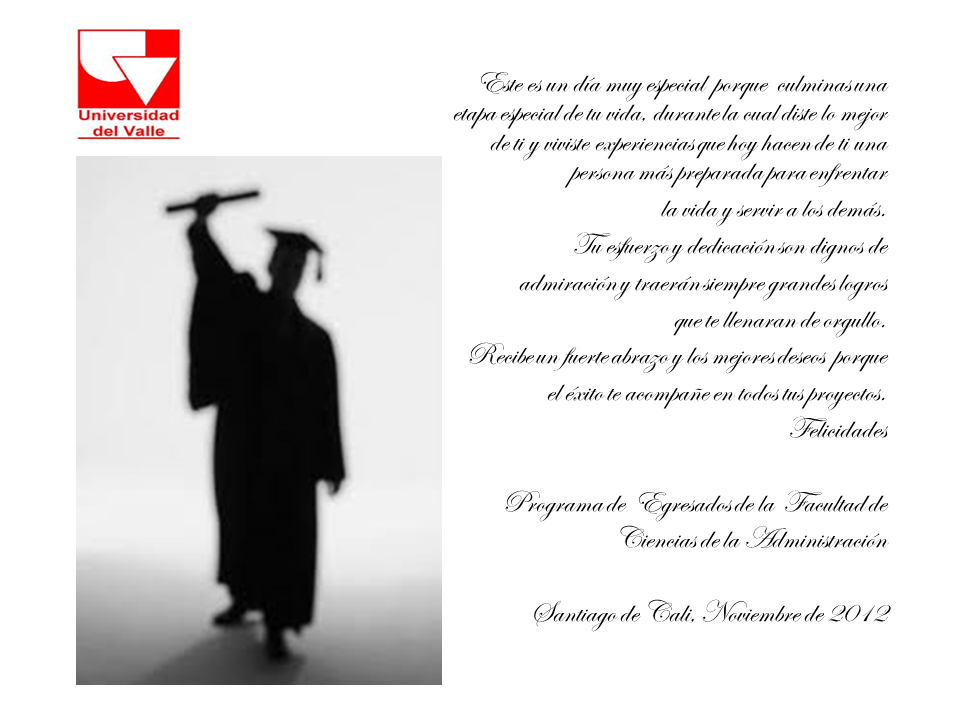 Universidad
del Valle
Este es un día muy especial porque culminas una
etapa especial de tu vida, durante la cual diste lo mejor
de ti y viviste experiencias que hoy hacen de ti una
persona más preparada para enfrentar
la vida y servir a los demás.
Tu esfuerzo y dedicación son dignos de
admiración y traerán siempre grandes logros
que te llenaran de orgullo.
Recibe un fuerte abrazo y los mejores deseos porque
el éxito te acompañe en todos tus proyectos.
Felicidades
Programa de Egresados de la Facultad de
Ciencias de la Administración
Santiago de Cali, Noviembre de 2012